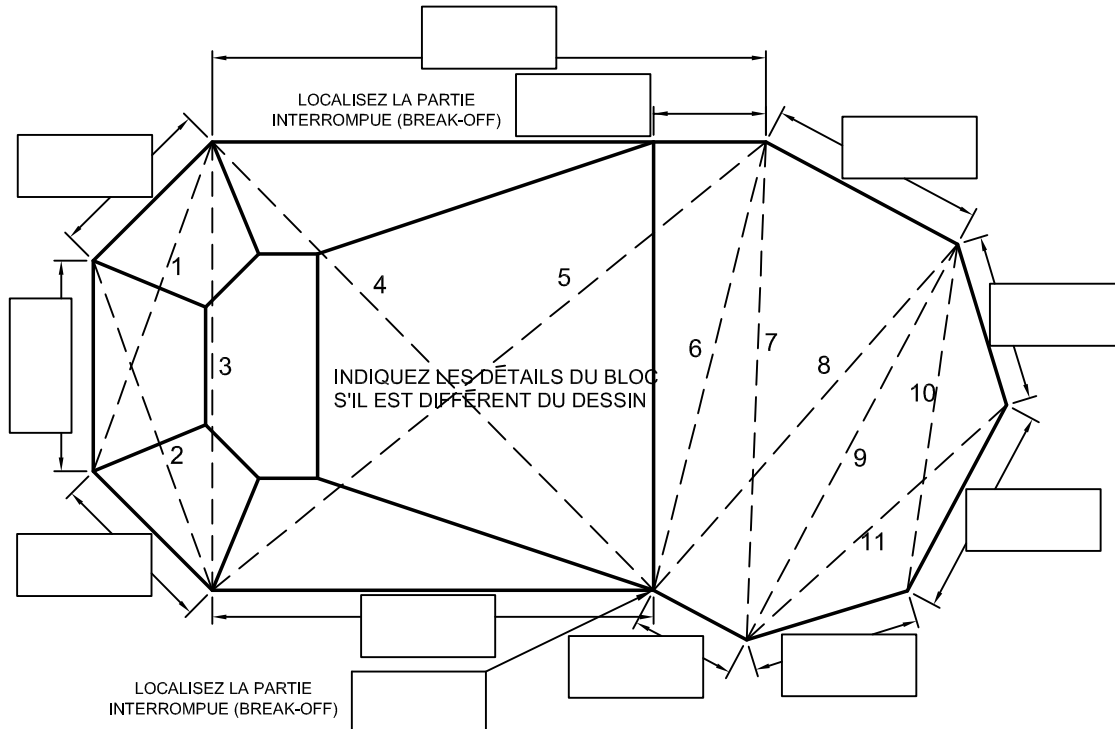 LOCALISEZ LA PARTIE
INTERROMPUE (BREAK-OFF)
1
2
3
4
5
6
7
8
9
10
11
INDIQUEZ LES DÉTAILS DU BLOC
S'IL EST DIFFÉRENT DU DESSIN
LOCALISEZ LA PARTIE
INTERROMPUE (BREAK-OFF)